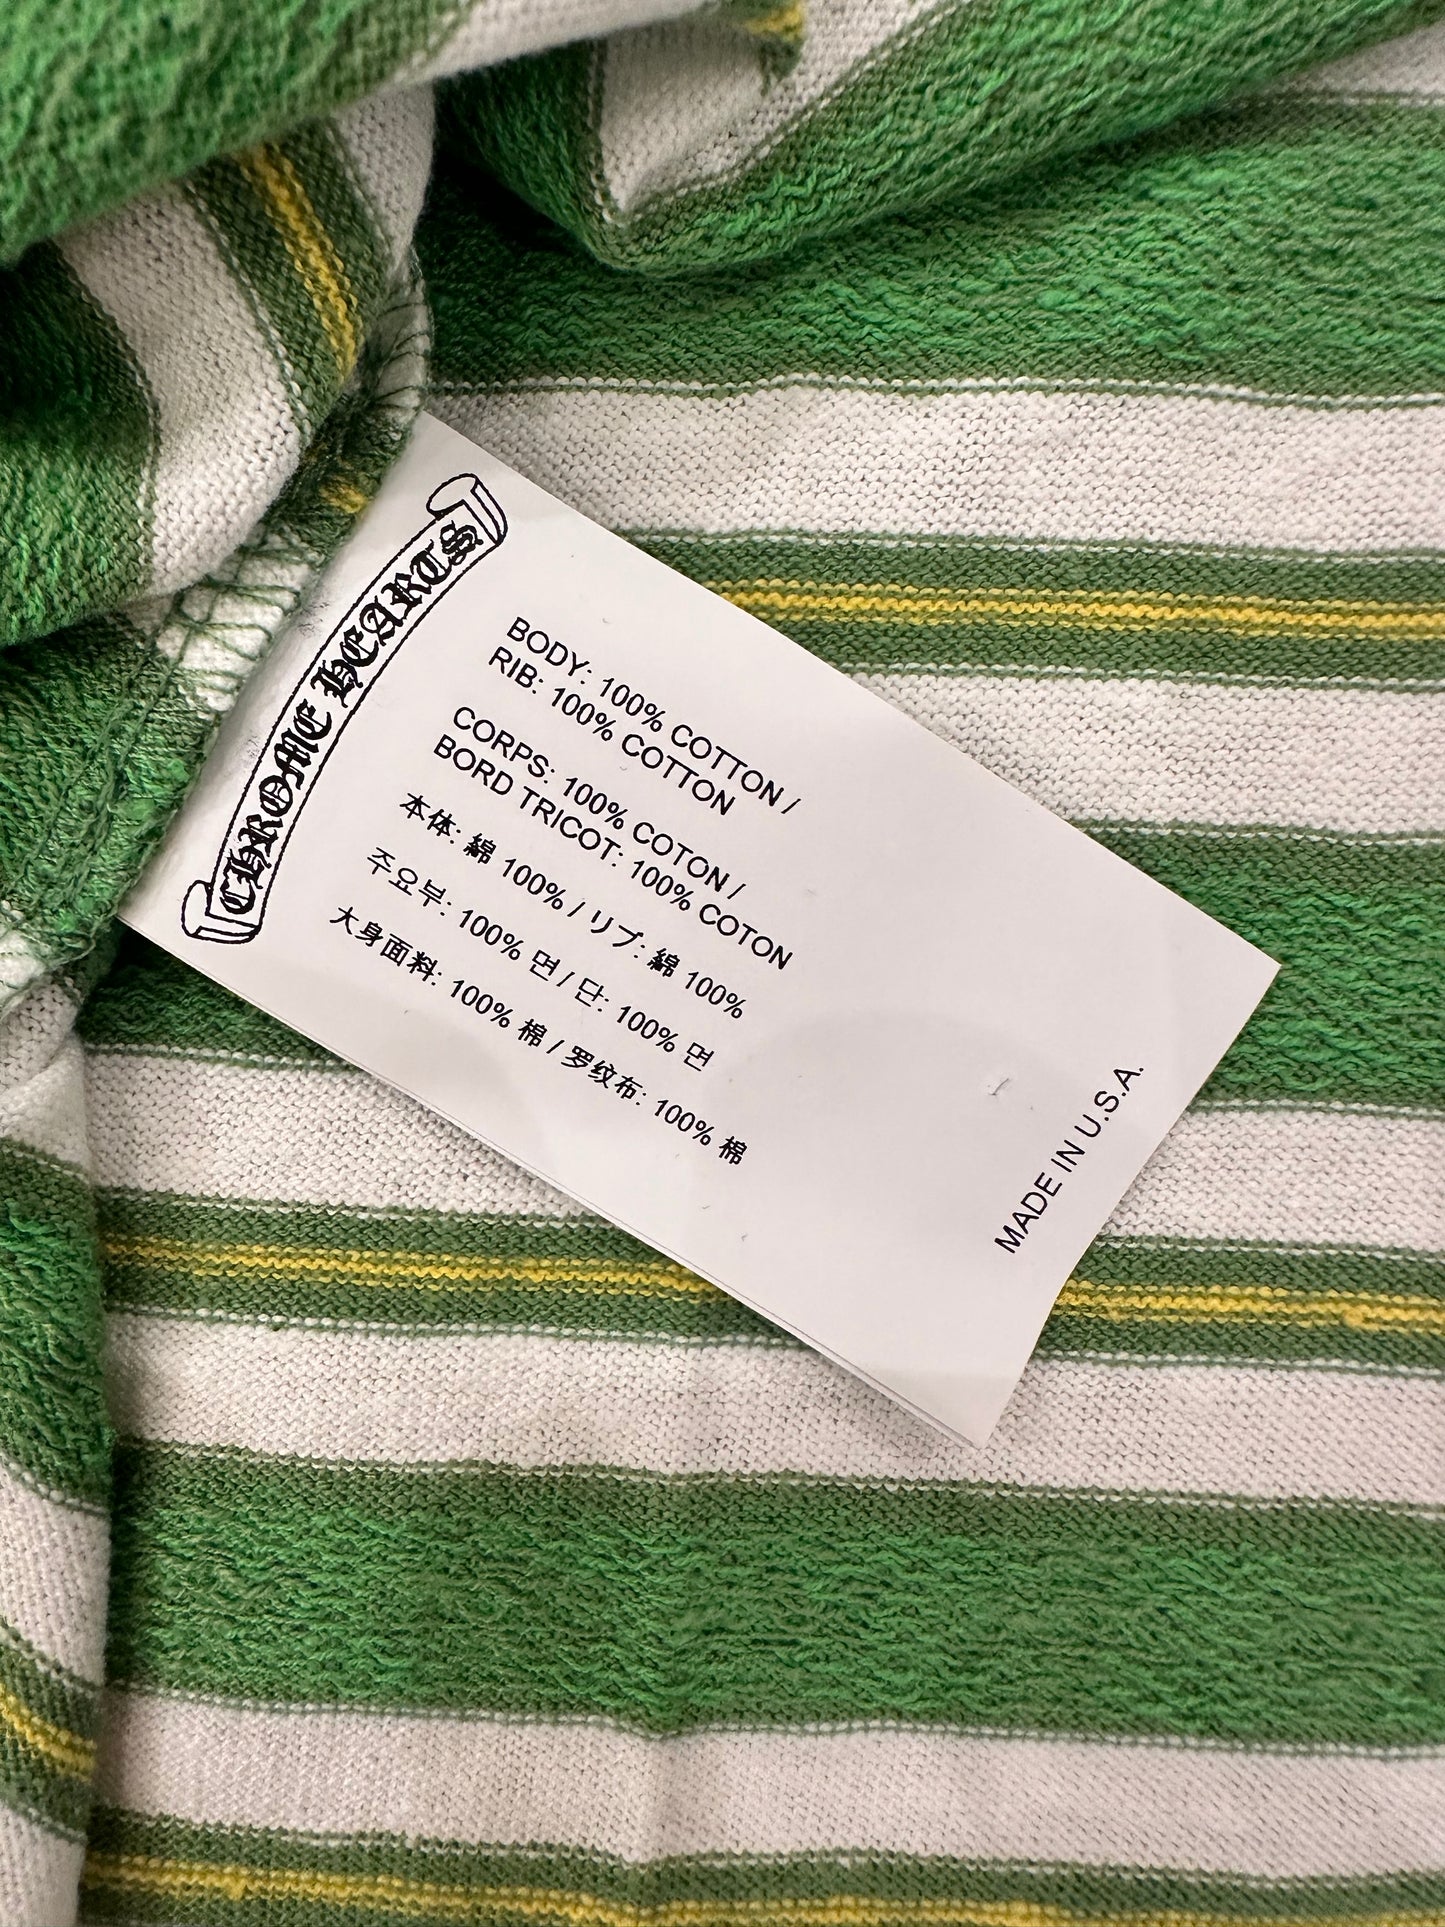 CHROME HEARTS
BODY: 100% COTTON /
RIB: 100% COTTON
CORPS: 100% COTON /
BORD TRICOT: 100% COTON
本体: 綿 100% / リブ: 綿 100%
주요부: 100% 면 / 단: 100% 면
大身面料: 100% 棉 / 罗纹布: 100% 棉
MADE IN U.S.A.